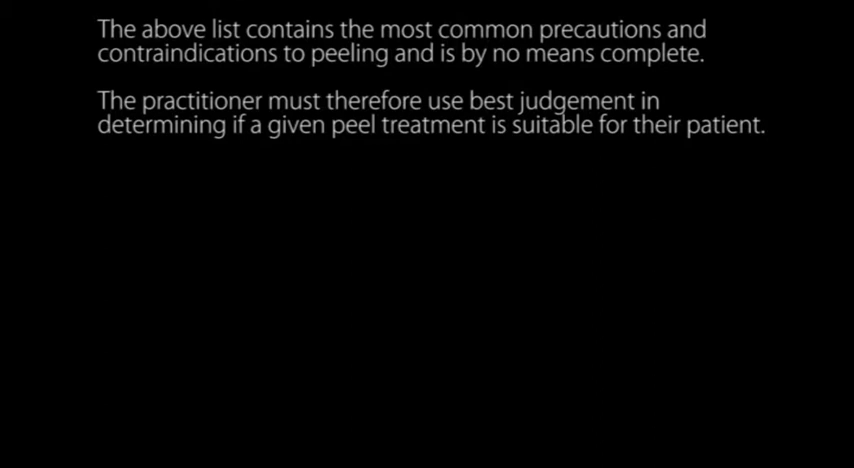 The above list contains the most common precautions and
contraindications to peeling and is by no means complete.
The practitioner must therefore use best judgement in
determining if a given peel treatment is suitable for their patient.